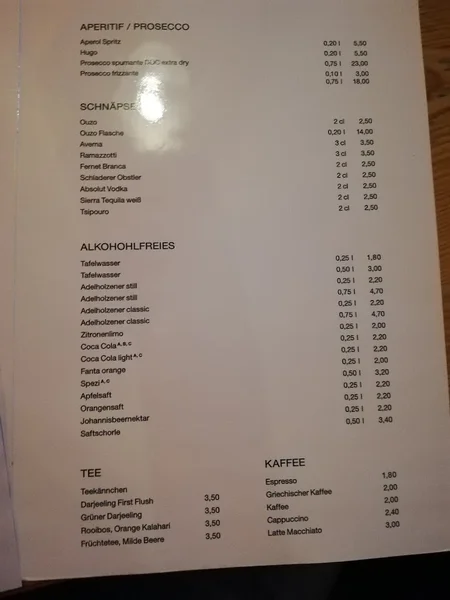 APERITIF / PROSECCO
Aperol Spritz 0,20 l 5,50
Hugo 0,20 l 5,50
Prosecco spumante DOC extra dry 0,75 l 23,00
Prosecco frizzante 0,10 l 3,00
0,75 l 18,00
SCHNÄPSE
Ouzo 2 cl 2,50
Ouzo Flasche 0,20 l 14,00
Averna 3 cl 3,50
Ramazzotti 3 cl 3,50
Fernet Branca 2 cl 2,50
Schladerer Obstler 2 cl 2,50
Absolut Vodka 2 cl 2,50
Sierra Tequila weiß 2 cl 2,50
Tsipouro 2 cl 2,50
ALKOHOHLFREIES
Tafelwasser 0,25 l 1,80
Tafelwasser 0,50 l 3,00
Adelholzener still 0,25 l 2,20
Adelholzener still 0,75 l 4,70
Adelholzener classic 0,25 l 2,20
Adelholzener classic 0,75 l 4,70
Zitronenlimo 0,25 l 2,00
Coca Cola A, B, C 0,25 l 2,20
Coca Cola light A, C 0,25 l 2,20
Fanta orange 0,25 l 2,00
Spezi A, C 0,50 l 3,20
Apfelsaft 0,25 l 2,20
Orangensaft 0,25 l 2,20
Johannisbeernektar 0,25 l 2,20
Saftschorle 0,50 l 3,40
TEE
Teekännchen
Darjeeling First Flush 3,50
Grüner Darjeeling 3,50
Rooibos, Orange Kalahari 3,50
Früchtetee, Milde Beere 3,50
KAFFEE
Espresso 1,80
Griechischer Kaffee 2,00
Kaffee 2,00
Cappuccino 2,40
Latte Macchiato 3,00